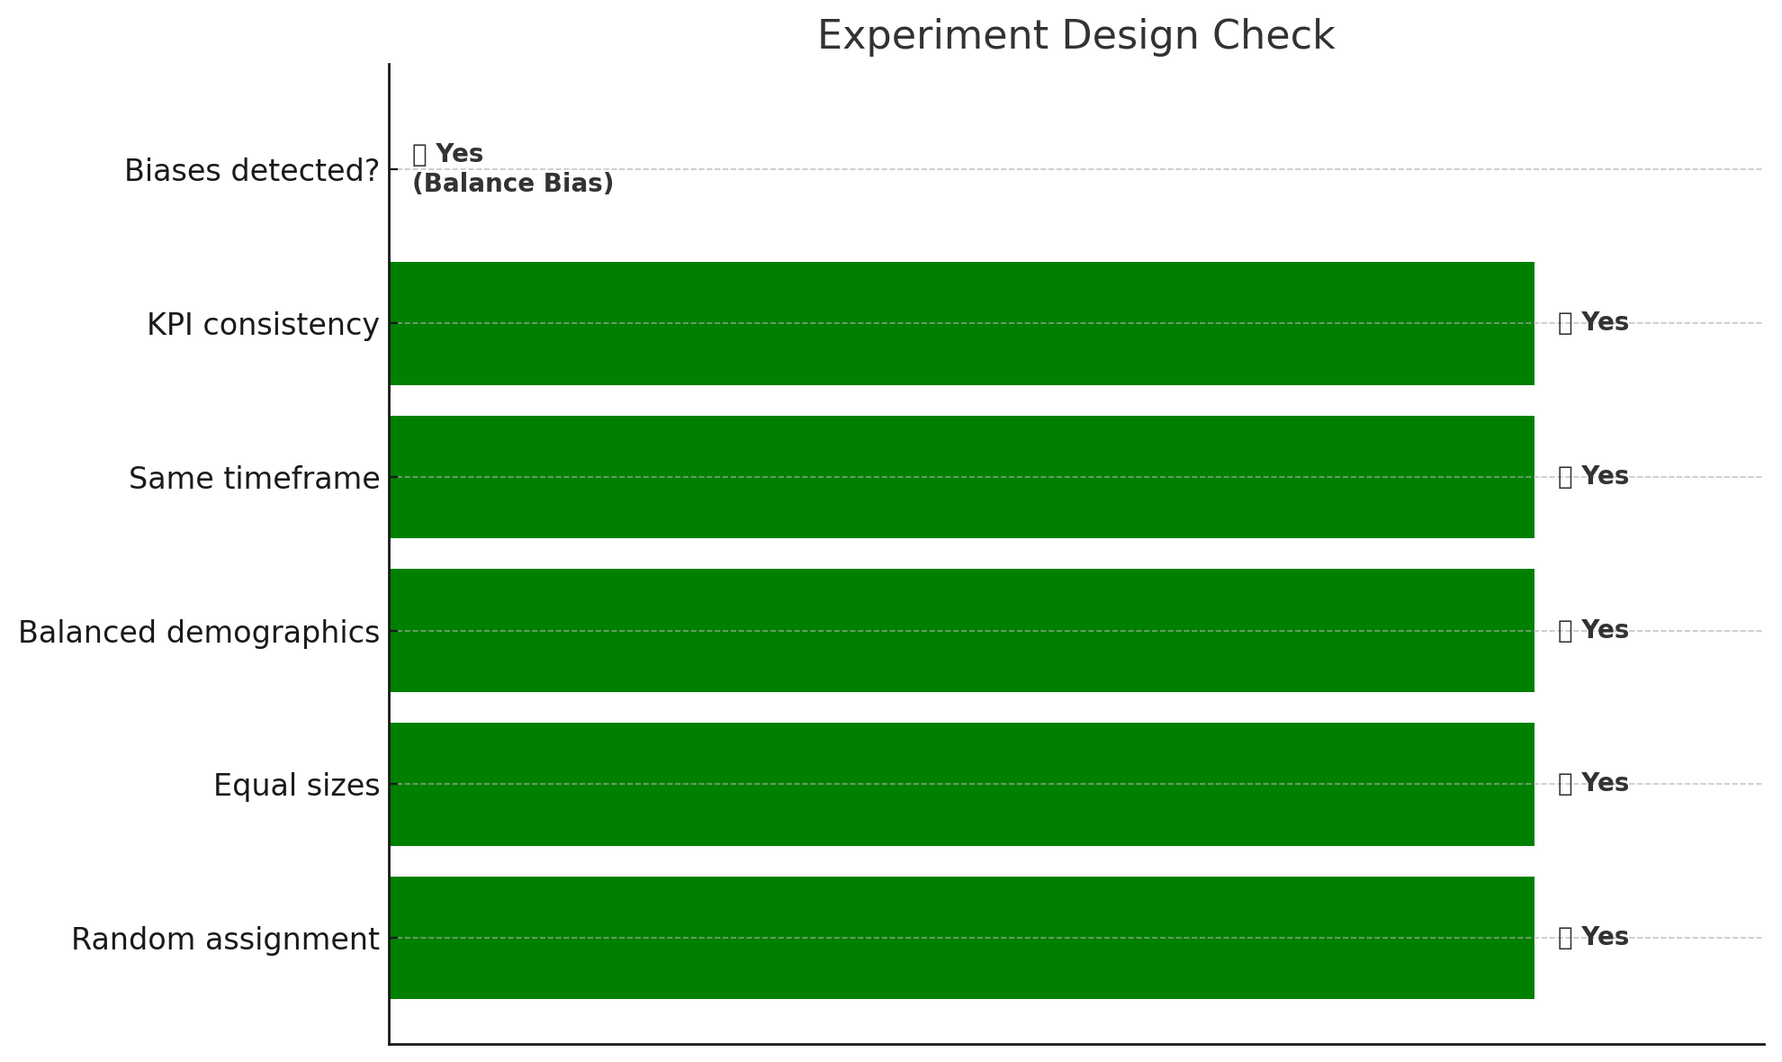 Experiment Design Check
Biases detected?
▯ Yes
(Balance Bias)
KPI consistency
▯ Yes
Same timeframe
▯ Yes
Balanced demographics
▯ Yes
Equal sizes
▯ Yes
Random assignment
▯ Yes